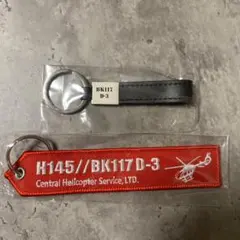 BK117
D-3
H145//BK117 D-3
Central Helicopter Service, LTD.